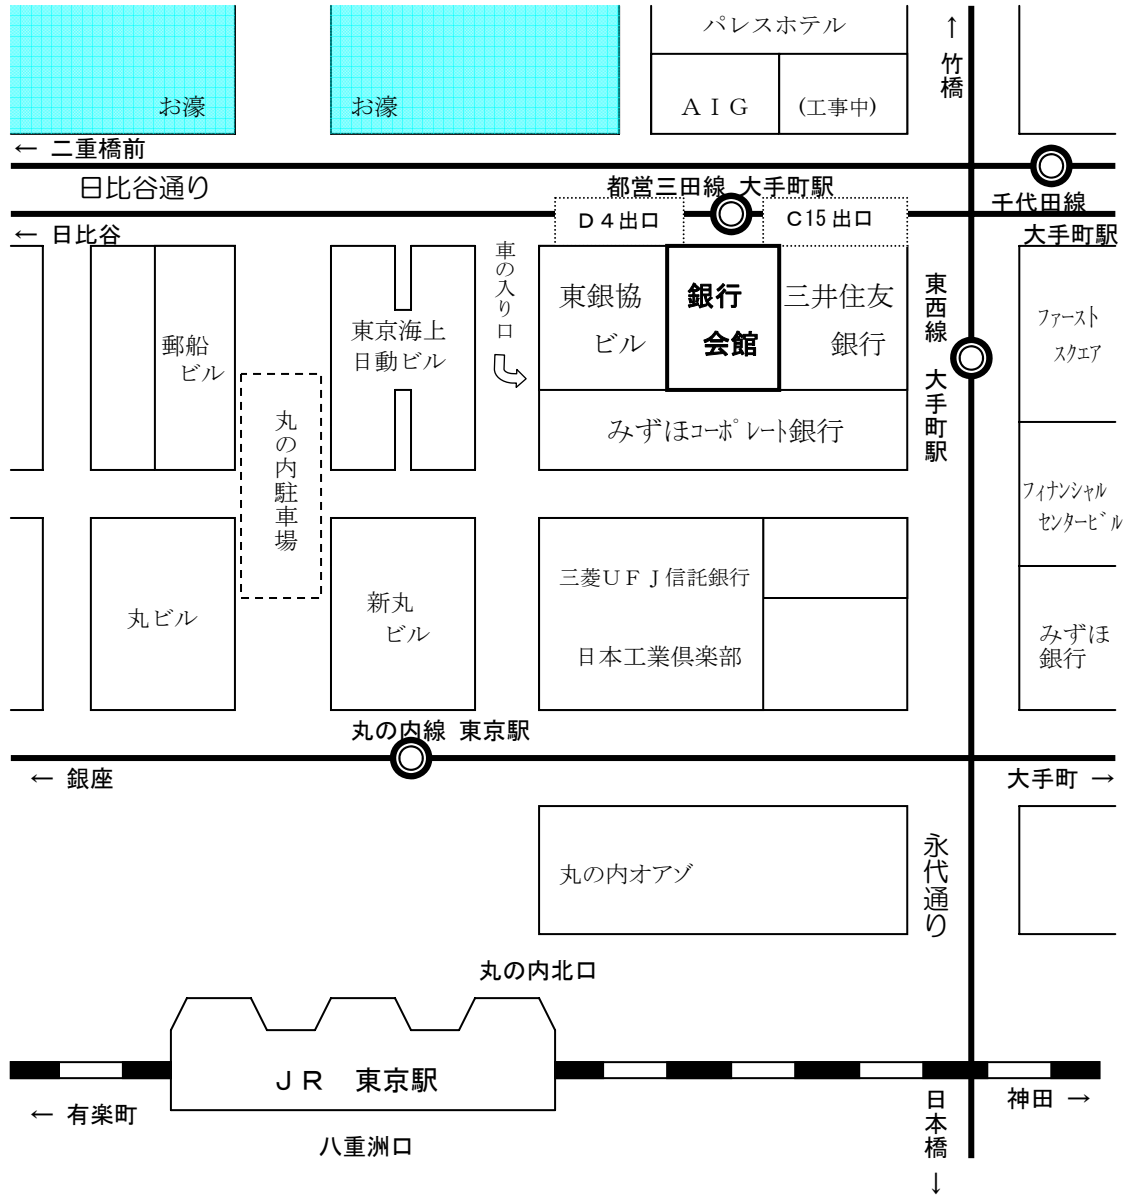 パレスホテル
↑
竹橋
お濠
お濠
ＡＩＧ
(工事中)
← 二重橋前
日比谷通り
都営三田線 大手町駅
千代田線
大手町駅
Ｄ４出口
C15出口
← 日比谷
車の入り口
東銀協
ビル
銀行
会館
三井住友
銀行
東西線 大手町駅
ファースト
スクエア
郵船
ビル
東京海上
日動ビル
みずほコーポレート銀行
丸の内駐車場
フィナンシャル
センタービル
三菱ＵＦＪ信託銀行
丸ビル
新丸
ビル
日本工業倶楽部
みずほ
銀行
丸の内線 東京駅
← 銀座
大手町 →
丸の内オアゾ
永代通り
丸の内北口
ＪＲ 東京駅
← 有楽町
日本橋
↓
神田 →
八重洲口